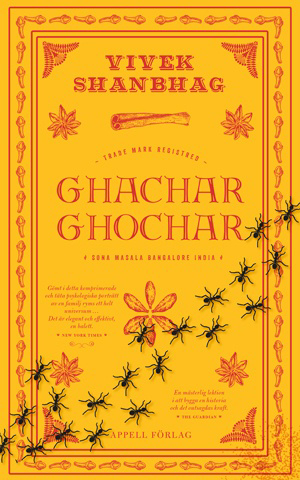 VIVEK
SHANBHAG
– TRADE MARK REGISTRED –
GHACHAR
GHOCHAR
SONA MASALA BANGALORE INDIA
Gömt i detta komprimerade
och täta psykologiska porträtt
av en familj ryms ett helt
universum ...
Det är elegant och effektivt,
en balett.
NEW YORK TIMES
En mästerlig lektion
i att bygga en historia
och det outsagdas kraft.
THE GUARDIAN
APPELL FÖRLAG